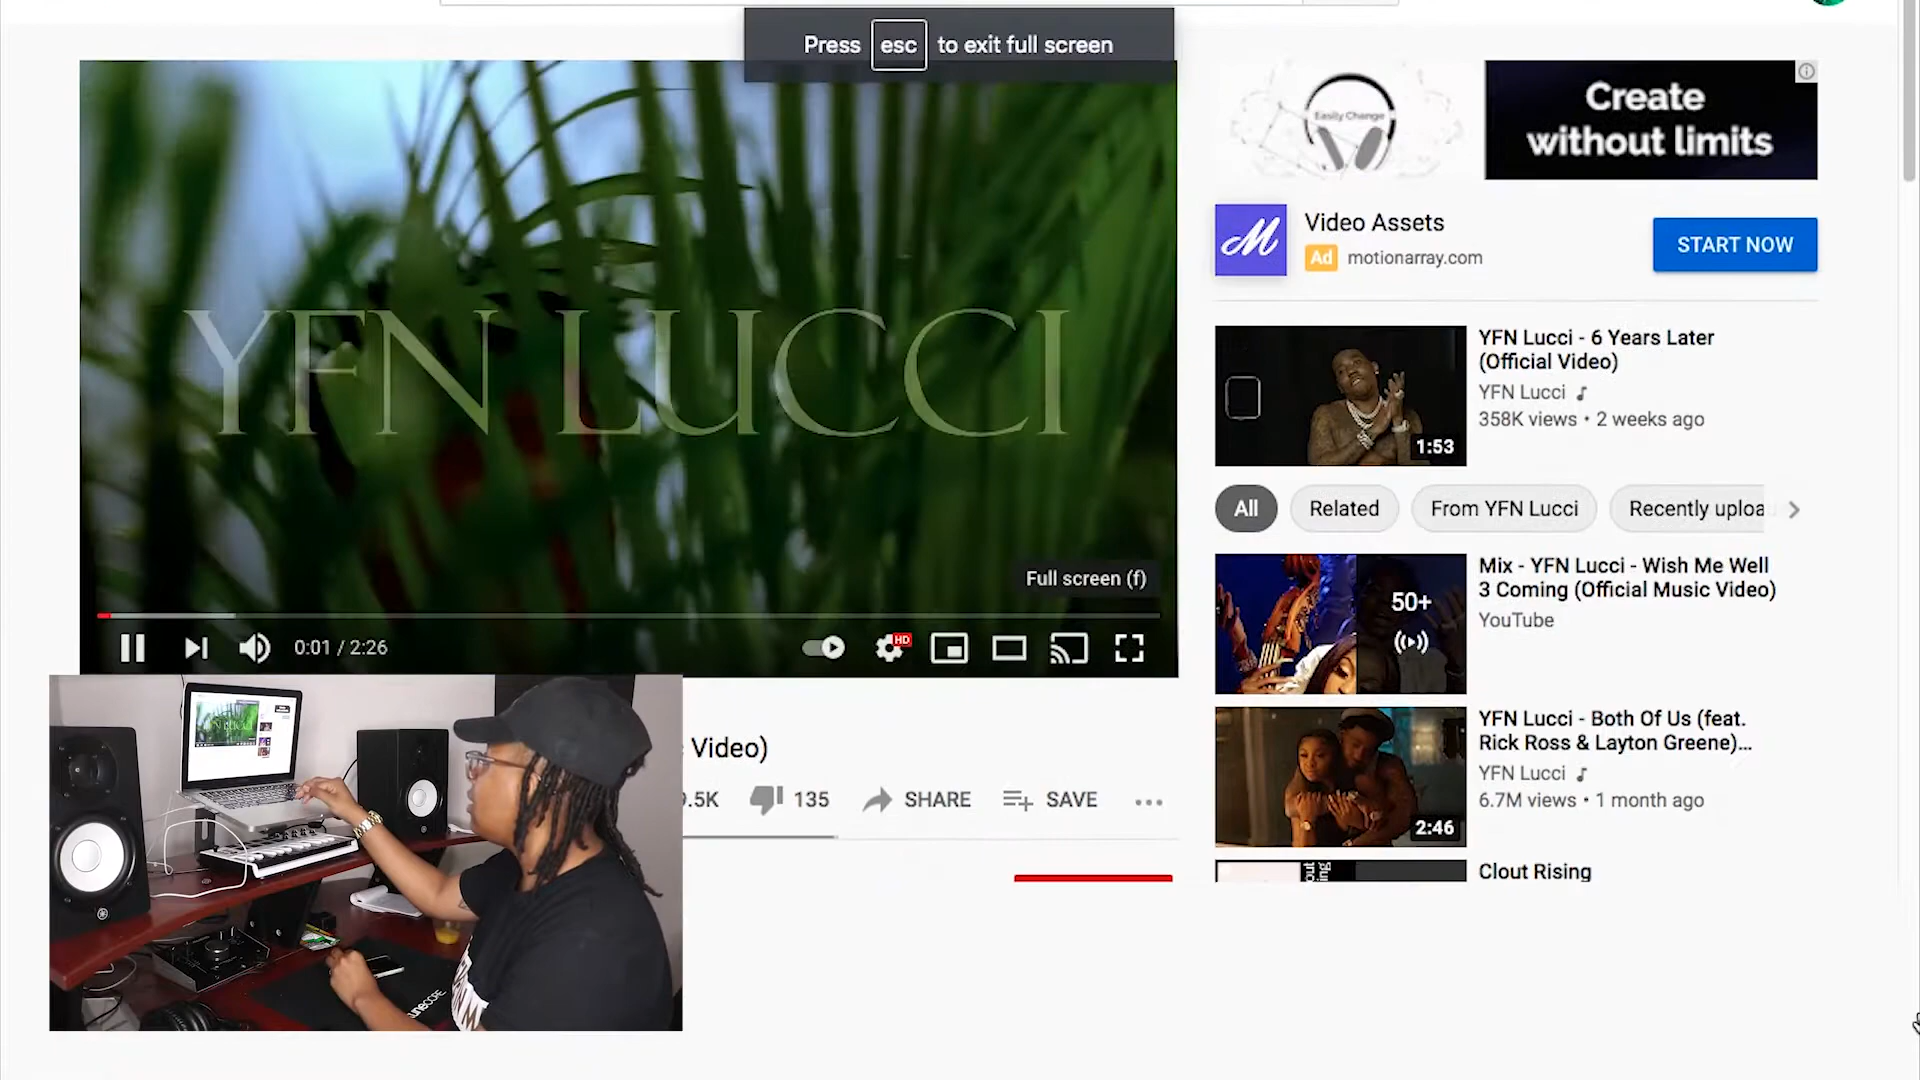 Press esc to exit full screen
YFN LUCCI
Full screen (f)
HD
0:01 / 2:26
Video)
.5K
135
SHARE
SAVE
Easily Change
Create
without limits
Video Assets
Ad motionarray.com
START NOW
YFN Lucci - 6 Years Later
(Official Video)
YFN Lucci
358K views • 2 weeks ago
1:53
All
Related
From YFN Lucci
Recently uploa
50+
Mix - YFN Lucci - Wish Me Well
3 Coming (Official Music Video)
YouTube
YFN Lucci - Both Of Us (feat.
Rick Ross & Layton Greene)...
YFN Lucci
6.7M views • 1 month ago
2:46
Clout Rising